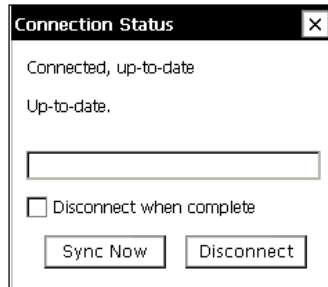 Connection Status
Connected, up-to-date
Up-to-date.
Disconnect when complete
Sync Now
Disconnect